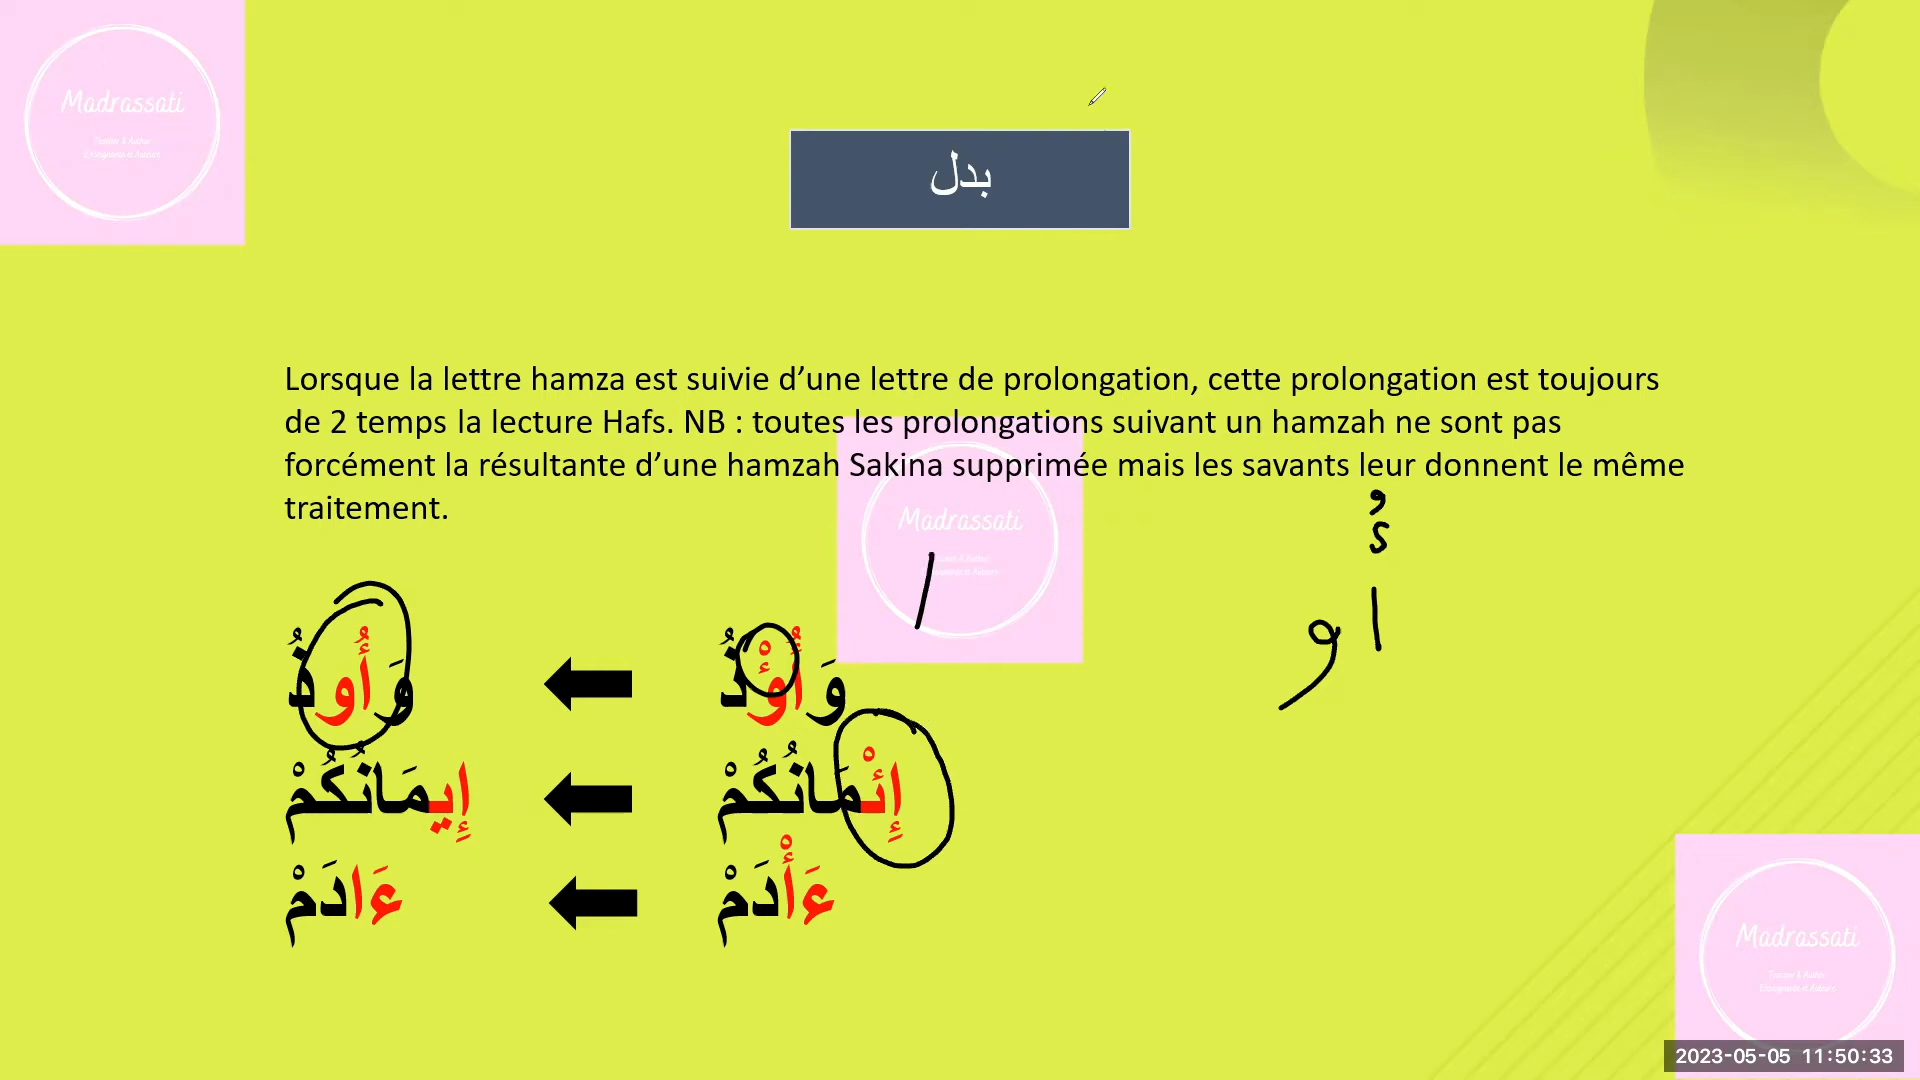 Madrassati
بدل
Lorsque la lettre hamza est suivie d’une lettre de prolongation, cette prolongation est toujours
de 2 temps la lecture Hafs. NB : toutes les prolongations suivant un hamzah ne sont pas
forcément la résultante d’une hamzah Sakina supprimée mais les savants leur donnent le même
traitement.
Madrassati
ءُ
ا و
وَأُؤْذُ
وَأُوذُ
إِئْمَانُكُمْ
إِيمَانُكُمْ
ءَأْدَمْ
ءَادَمْ
Madrassati
2023-05-05 11:50:33